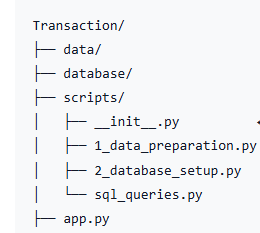 Transaction/
├── data/
├── database/
├── scripts/
│   ├── __init__.py
│   ├── 1_data_preparation.py
│   ├── 2_database_setup.py
│   └── sql_queries.py
├── app.py